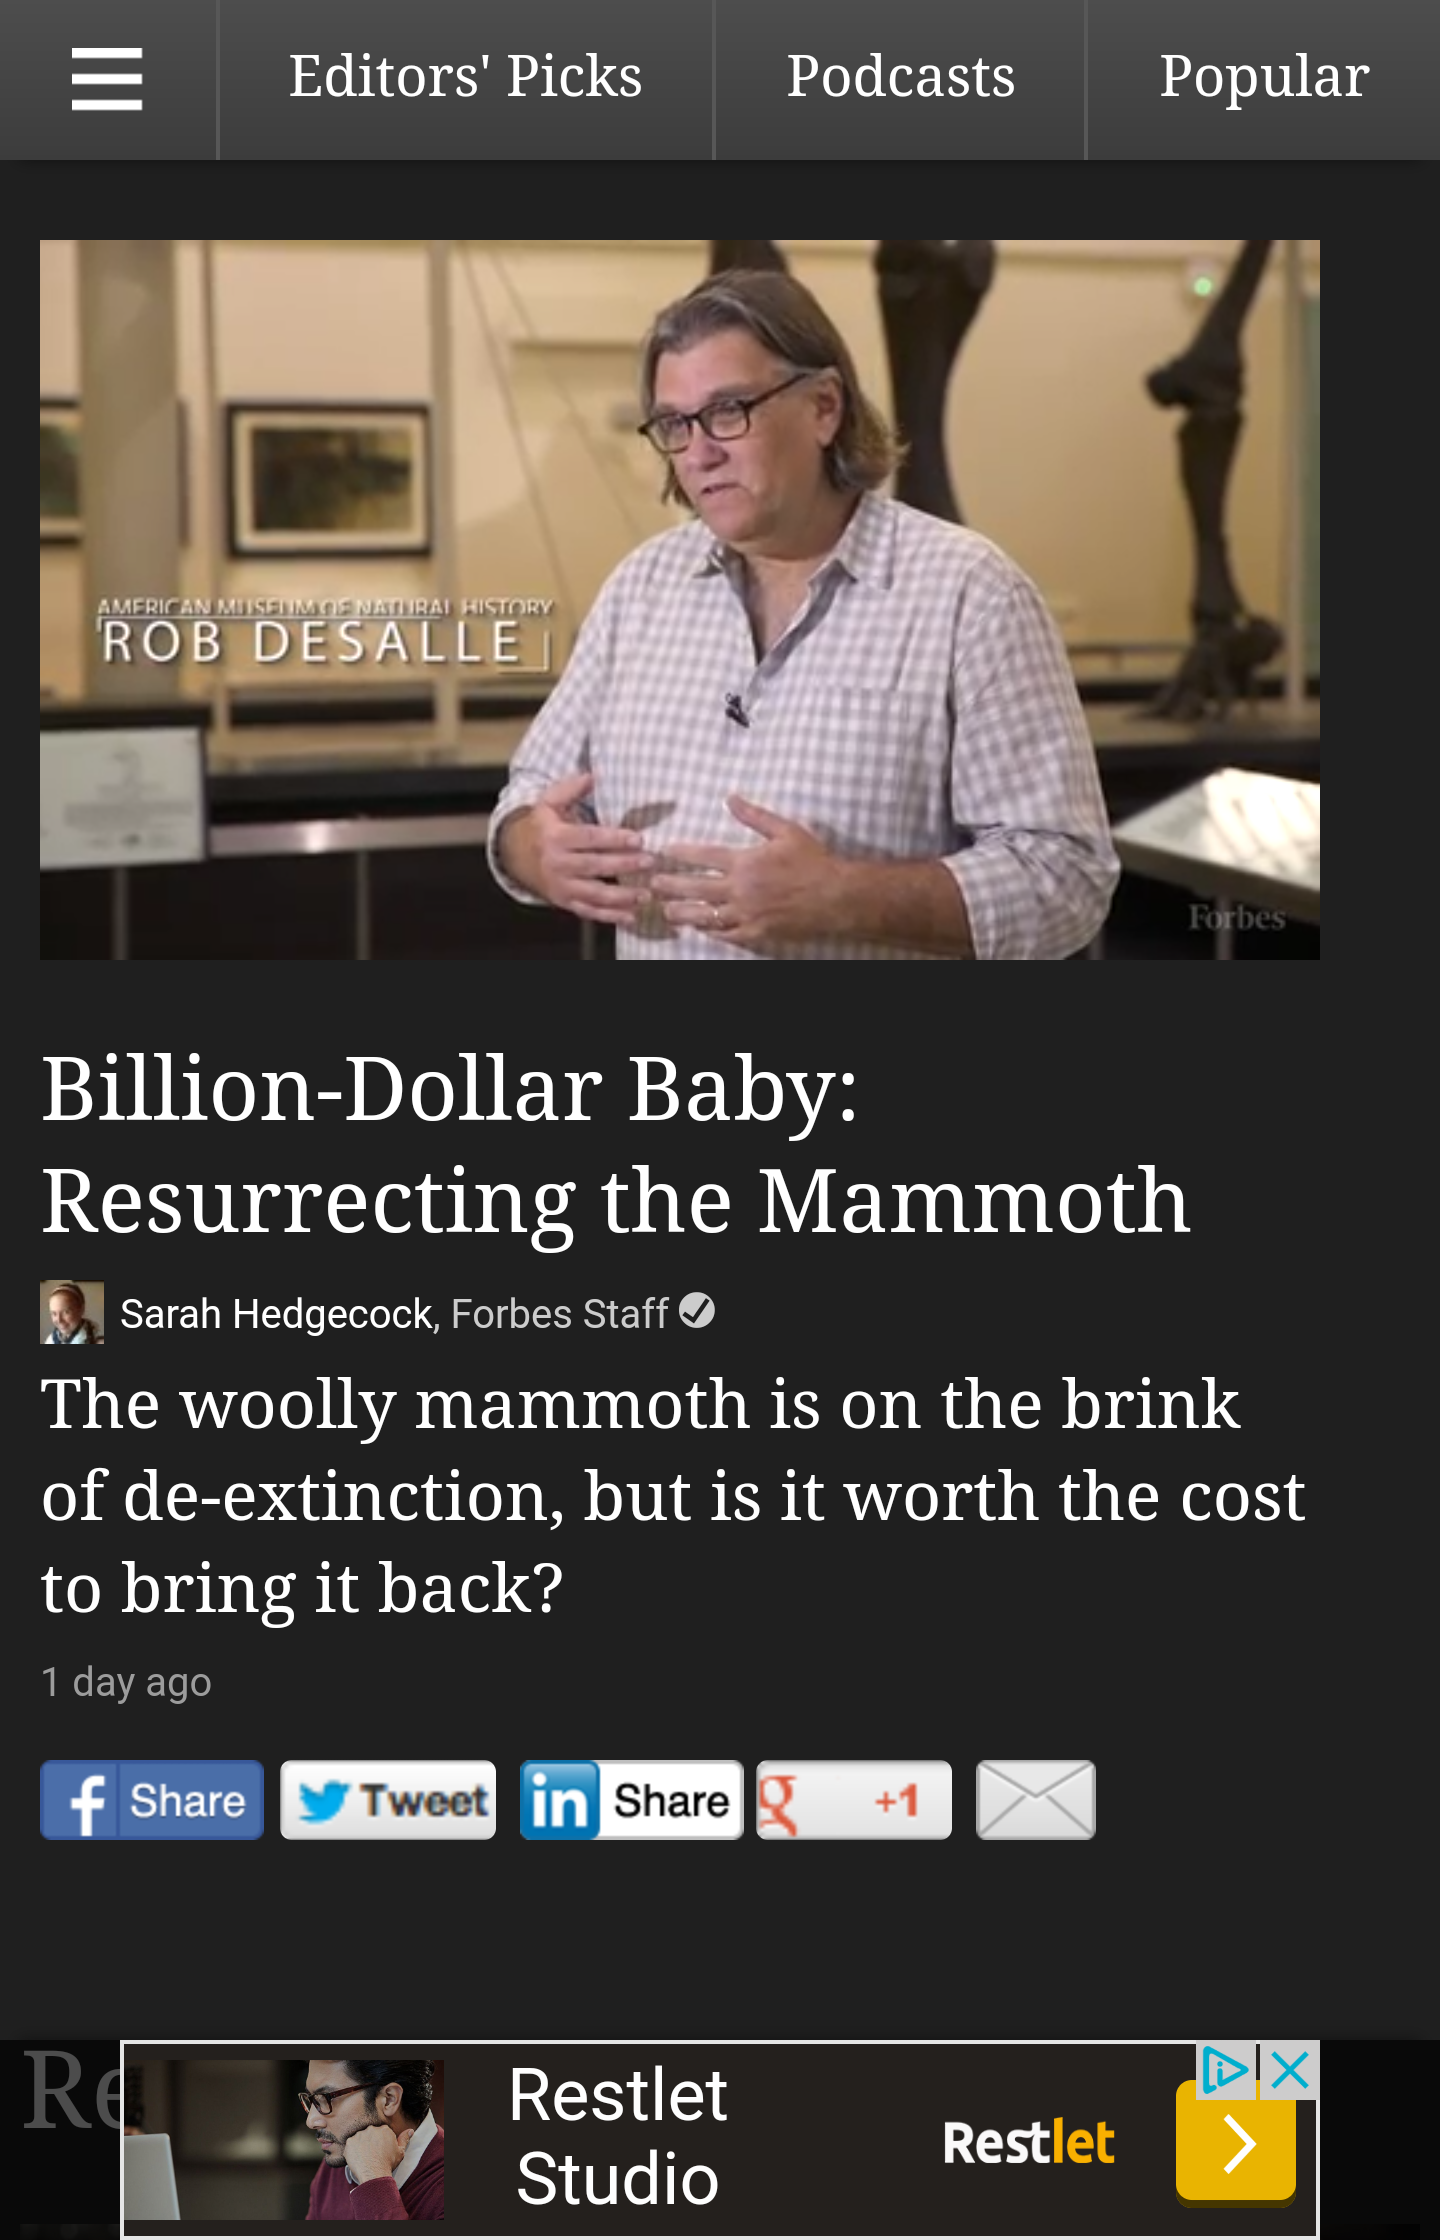 Editors' Picks Podcasts Popular
AMERICAN MUSEUM OF NATURAL HISTORY
ROB DESALLE
Forbes
Billion-Dollar Baby:
Resurrecting the Mammoth
Sarah Hedgecock, Forbes Staff
The woolly mammoth is on the brink
of de-extinction, but is it worth the cost
to bring it back?
1 day ago
f Share Tweet in Share g +1
Re
Restlet
Studio
Restlet